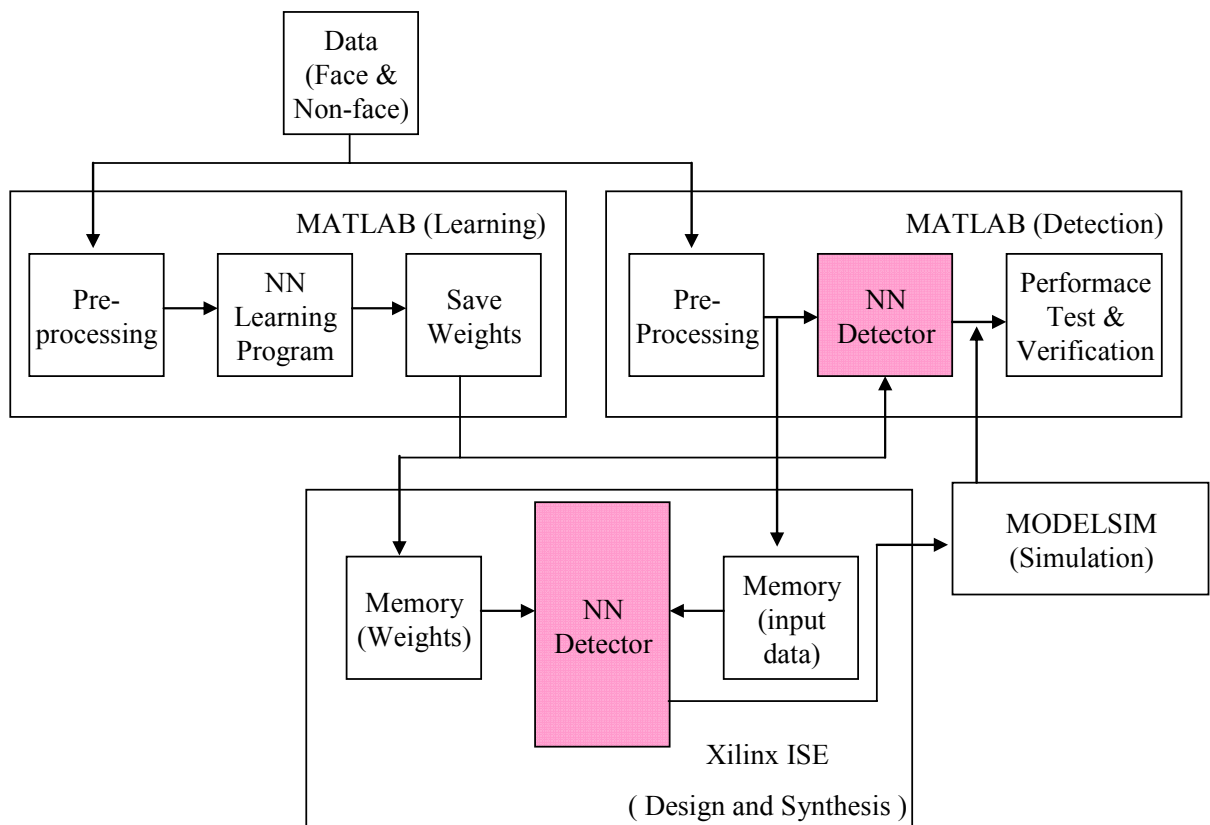 Data
(Face &
Non-face)
MATLAB (Learning)
Pre-
processing
NN
Learning
Program
Save
Weights
MATLAB (Detection)
Pre-
Processing
NN
Detector
Performace
Test &
Verification
Memory
(Weights)
NN
Detector
Memory
(input
data)
Xilinx ISE
( Design and Synthesis )
MODELSIM
(Simulation)